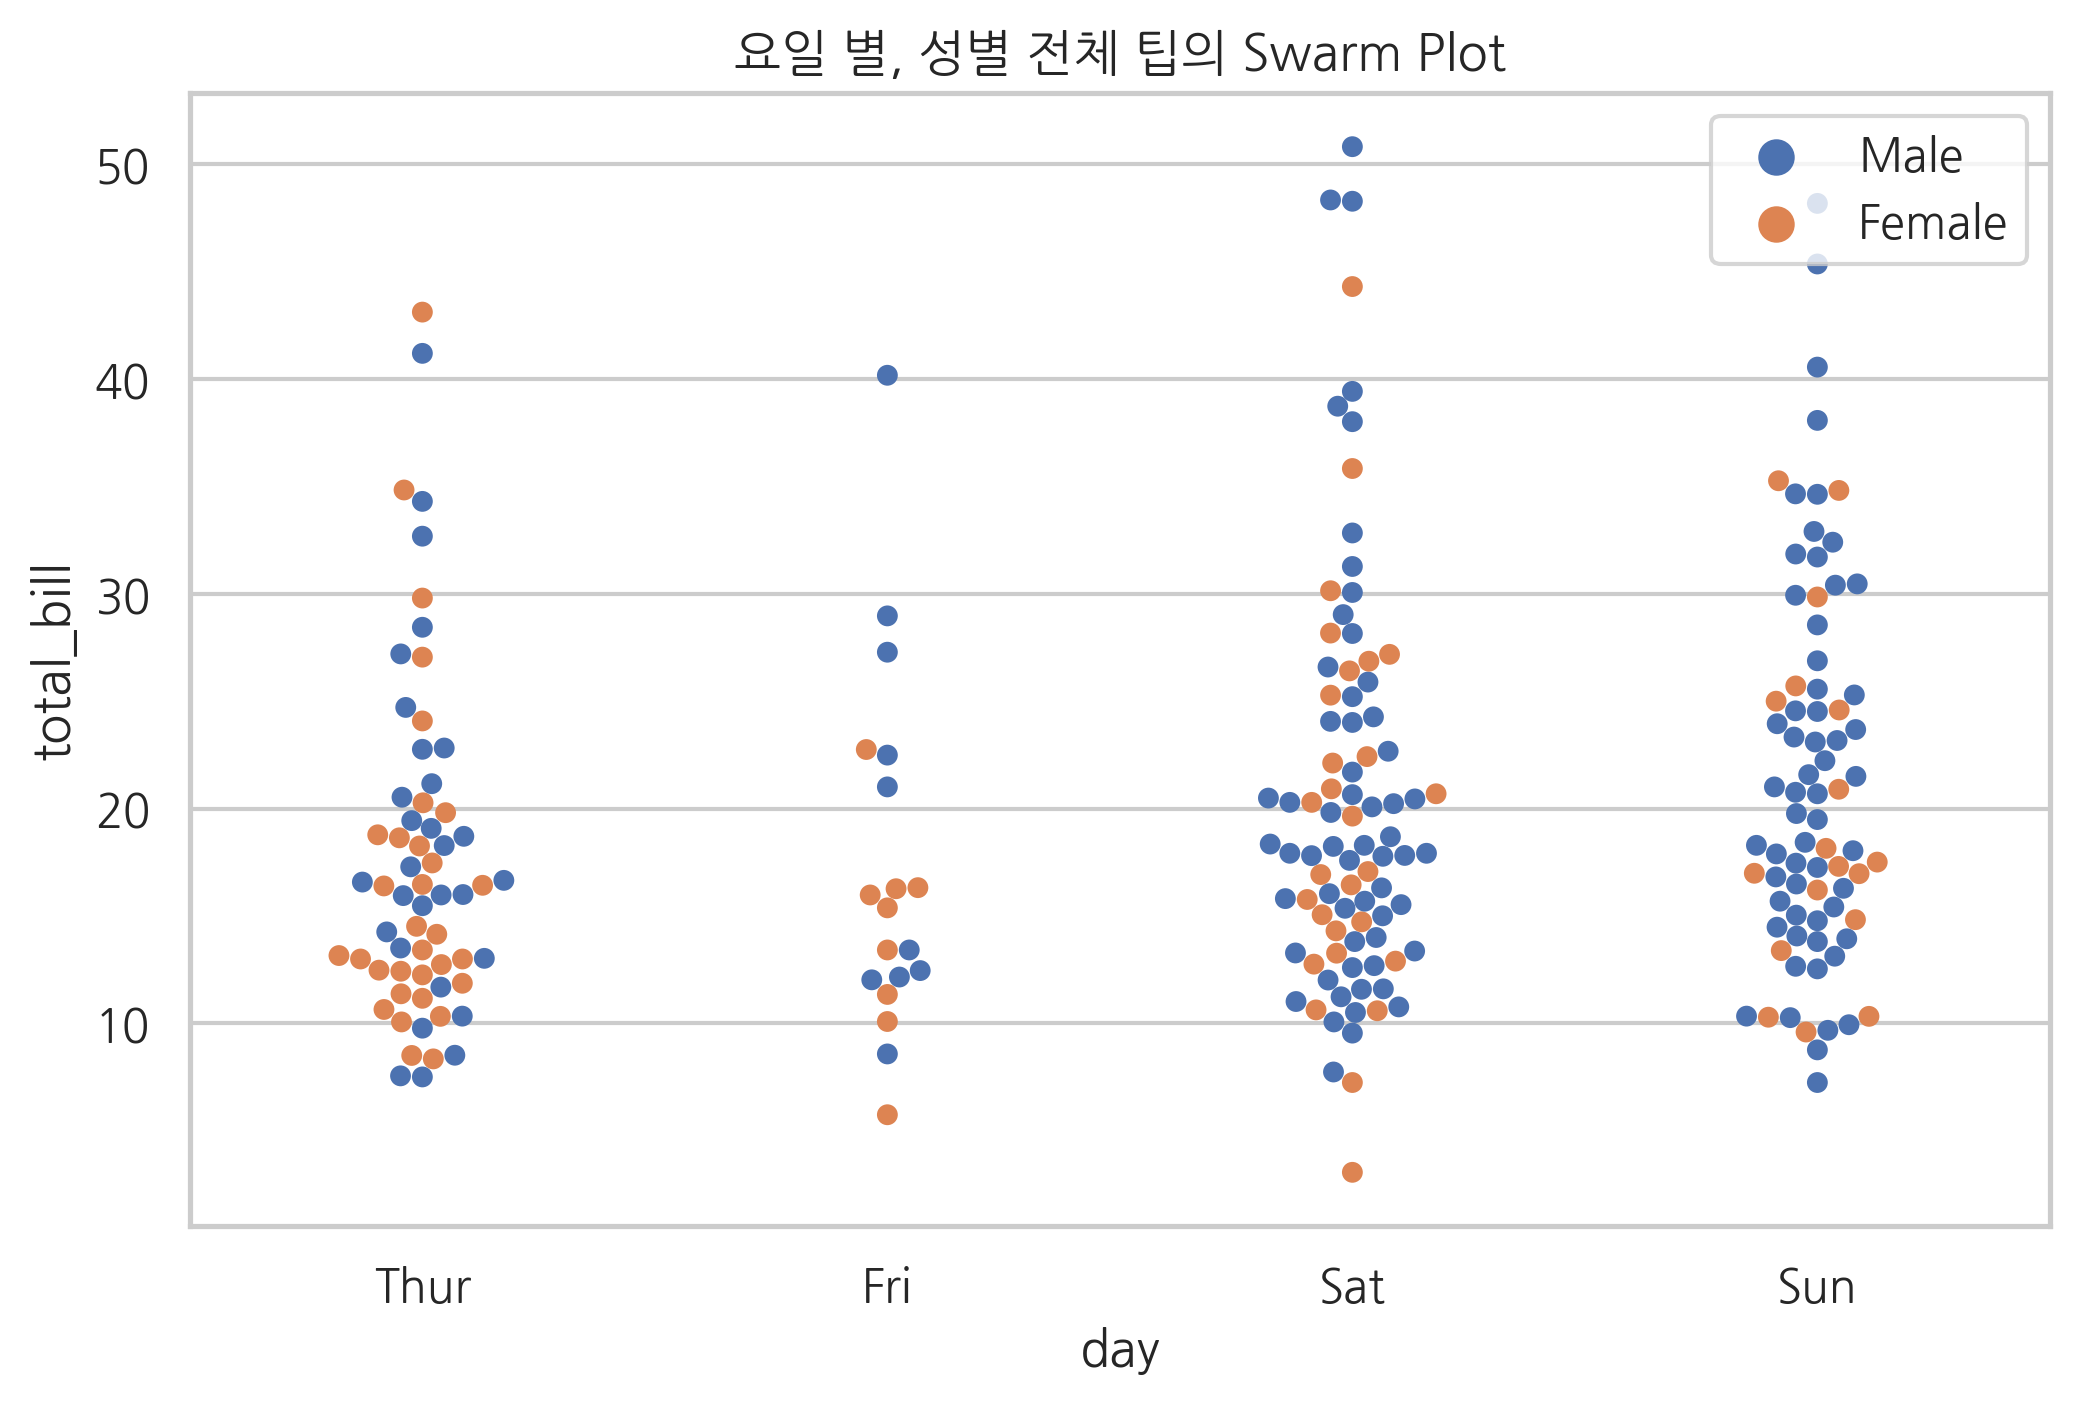 요일 별, 성별 전체 팁의 Swarm Plot
Male
Female
50
40
30
20
10
total_bill
Thur
Fri
Sat
Sun
day